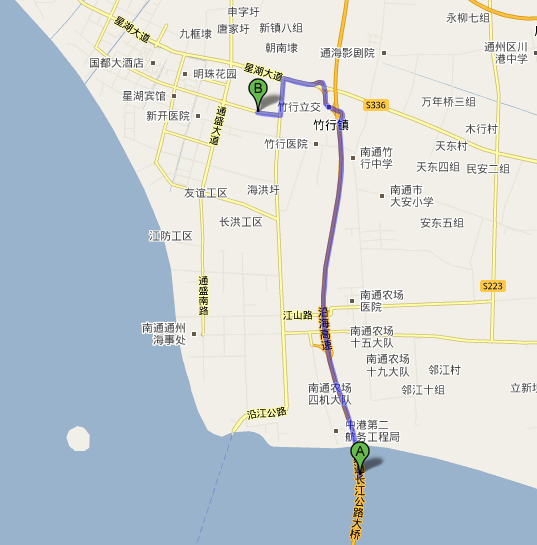 申字圩
永柳七组
星湖大道
唐家圩
新镇八组
九框埭
朝南埭
通海影剧院
通州区川
港中学
国都大酒店
明珠花园
星湖大道
星湖宾馆
B
竹行立交
S336
万年桥三组
新开医院
通盛大道
竹行镇
木行村
竹行医院
天东村
南通竹
行中学
天东四组
民安二组
友谊工区
海洪圩
南通市
大安小学
长洪工区
安东五组
江防工区
通盛南路
S223
南通农场
医院
江山路
沿海高速
南通通州
海事处
南通农场
十五大队
南通农场
十九大队
邻江村
南通农场
四机大队
邻江十组
立新
沿江公路
中港第二
航务工程局
A
长江公路大桥